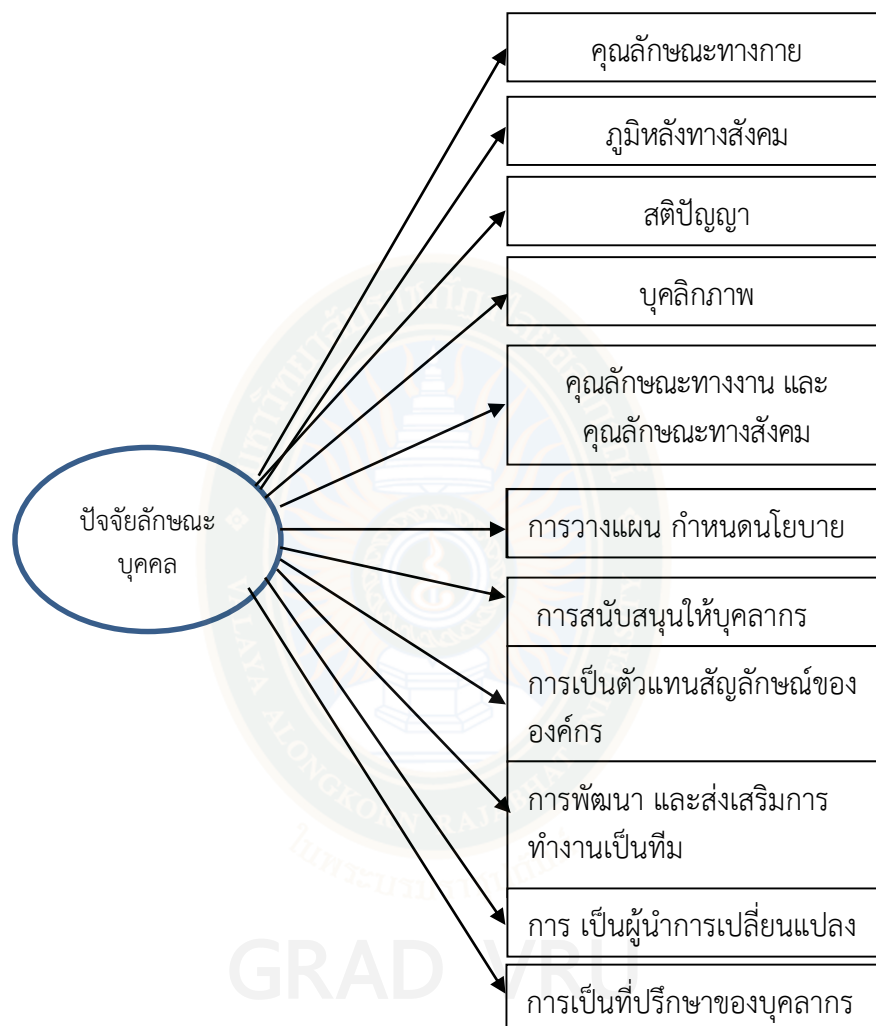 คุณลักษณะทางกาย
ภูมิหลังทางสังคม
สติปัญญา
บุคลิกภาพ
คุณลักษณะทางงาน และ
คุณลักษณะทางสังคม
ปัจจัยลักษณะ
บุคคล
การวางแผน กำหนดนโยบาย
การสนับสนุนให้บุคลากร
การเป็นตัวแทนสัญลักษณ์ของ
องค์กร
การพัฒนา และส่งเสริมการ
ทำงานเป็นทีม
การ เป็นผู้นำการเปลี่ยนแปลง
การเป็นที่ปรึกษาของบุคลากร
GRAD VRU